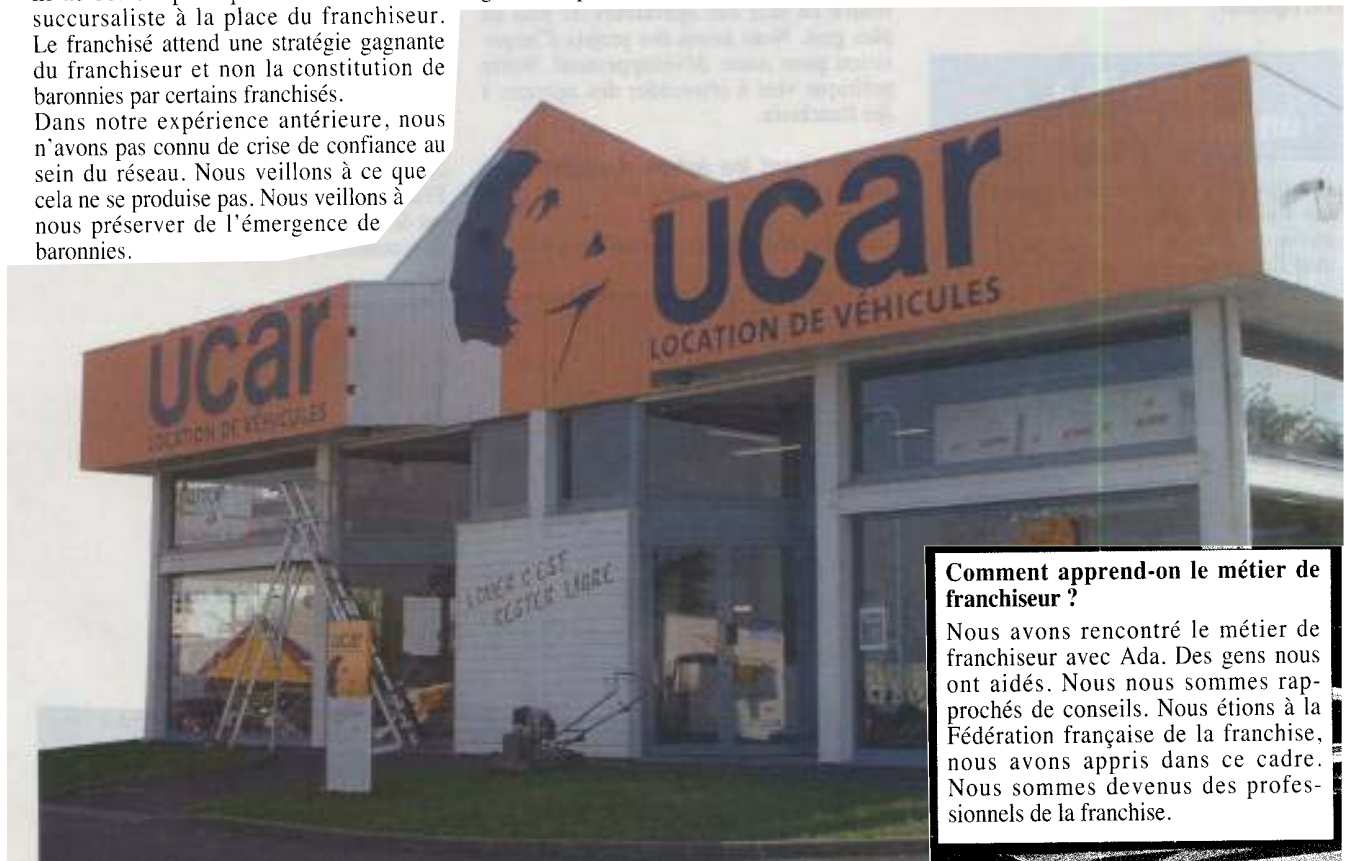 succursaliste à la place du franchiseur.
Le franchisé attend une stratégie gagnante
du franchiseur et non la constitution de
baronnies par certains franchisés.
Dans notre expérience antérieure, nous
n'avons pas connu de crise de confiance au
sein du réseau. Nous veillons à ce que
cela ne se produise pas. Nous veillons à
nous préserver de l'émergence de
baronnies.
ucar
LOCATION DE VÉHICULES
ucar
LOCATION DE VÉHICULES
LOUER C'EST
RESTER LIBRE
ucar
Comment apprend-on le métier de
franchiseur ?
Nous avons rencontré le métier de
franchiseur avec Ada. Des gens nous
ont aidés. Nous nous sommes rap-
prochés de conseils. Nous étions à la
Fédération française de la franchise,
nous avons appris dans ce cadre.
Nous sommes devenus des profes-
sionnels de la franchise.